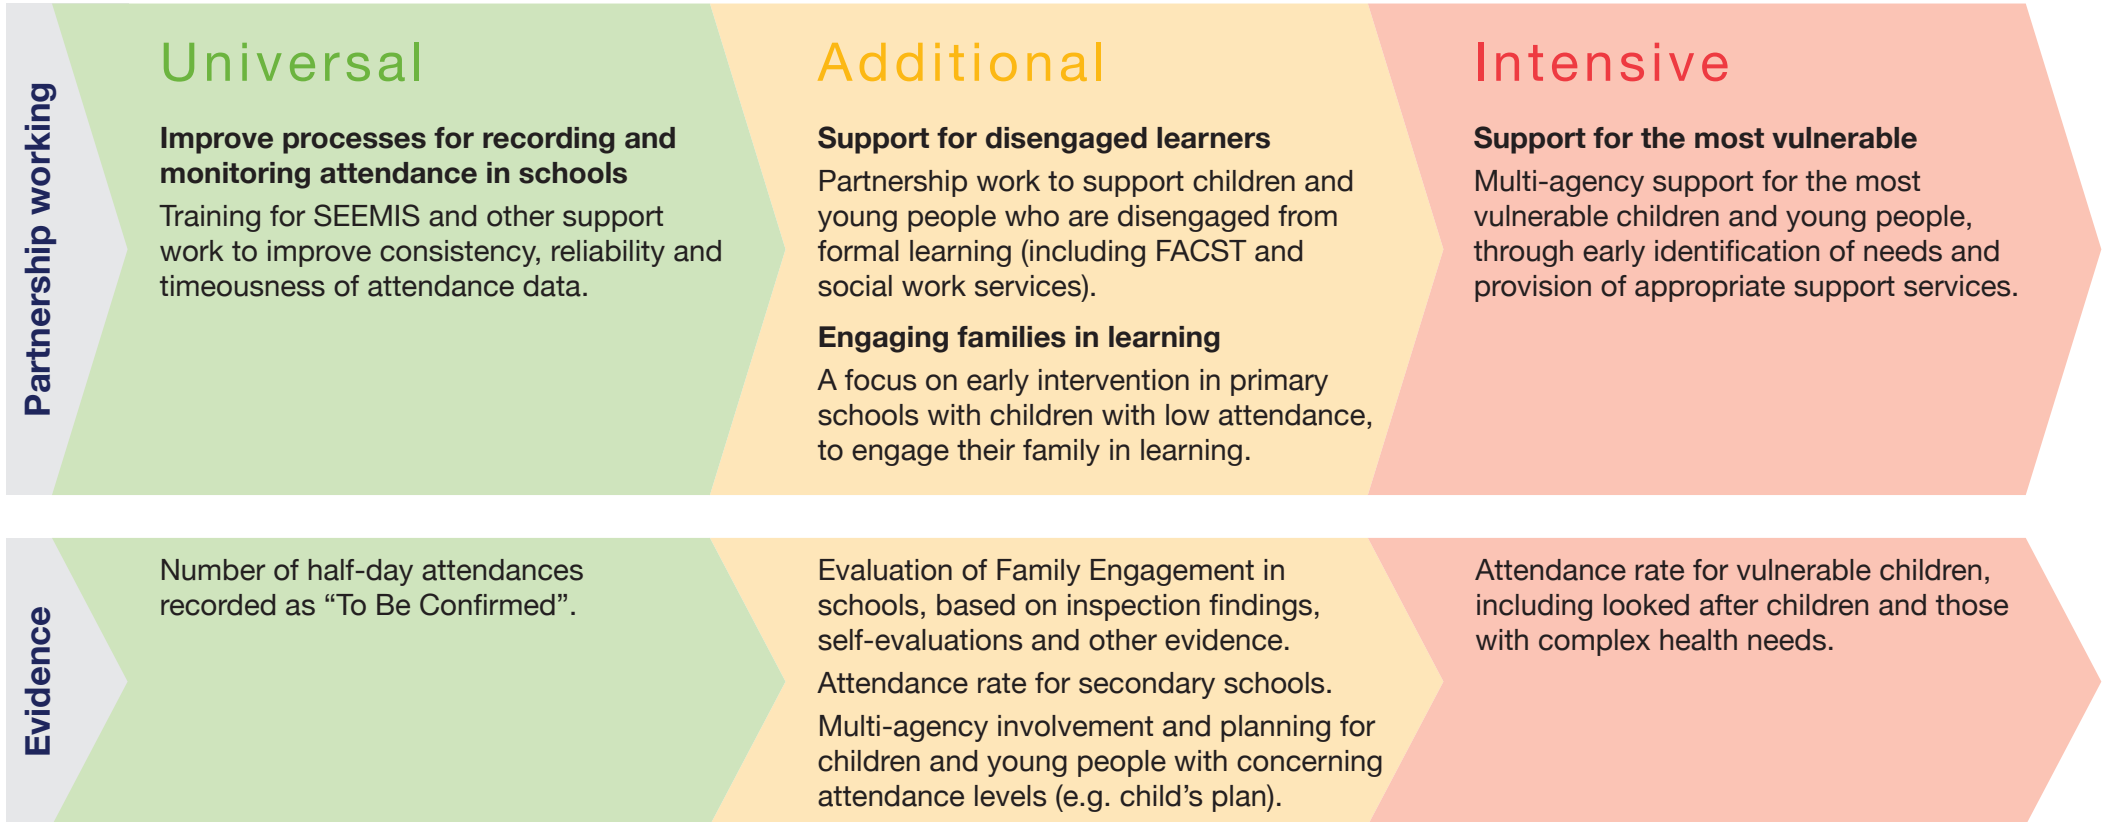 Partnership working
Universal
Improve processes for recording and
monitoring attendance in schools
Training for SEEMIS and other support
work to improve consistency, reliability and
timeousness of attendance data.
Additional
Support for disengaged learners
Partnership work to support children and
young people who are disengaged from
formal learning (including FACST and
social work services).
Engaging families in learning
A focus on early intervention in primary
schools with children with low attendance,
to engage their family in learning.
Intensive
Support for the most vulnerable
Multi-agency support for the most
vulnerable children and young people,
through early identification of needs and
provision of appropriate support services.
Evidence
Number of half-day attendances
recorded as “To Be Confirmed”.
Evaluation of Family Engagement in
schools, based on inspection findings,
self-evaluations and other evidence.
Attendance rate for secondary schools.
Multi-agency involvement and planning for
children and young people with concerning
attendance levels (e.g. child’s plan).
Attendance rate for vulnerable children,
including looked after children and those
with complex health needs.